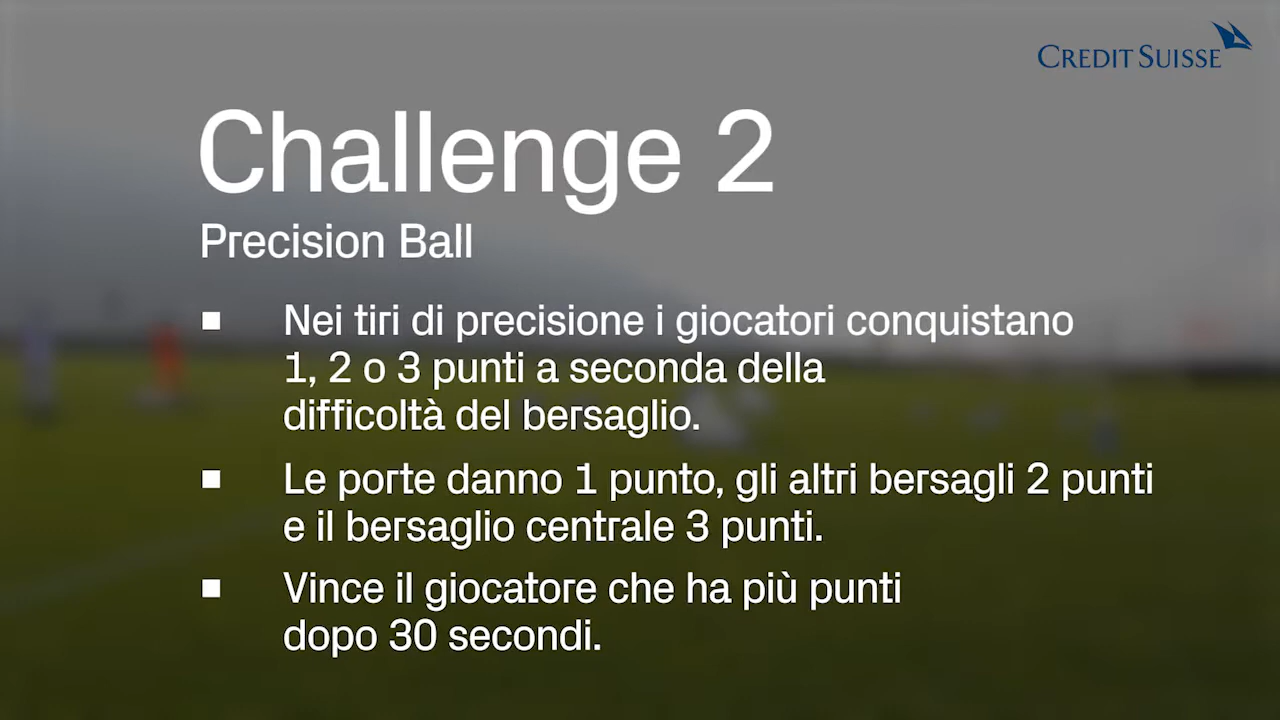 CREDIT SUISSE
Challenge 2
Precision Ball
Nei tiri di precisione i giocatori conquistano
1, 2 o 3 punti a seconda della
difficoltà del bersaglio.
Le porte danno 1 punto, gli altri bersagli 2 punti
e il bersaglio centrale 3 punti.
Vince il giocatore che ha più punti
dopo 30 secondi.